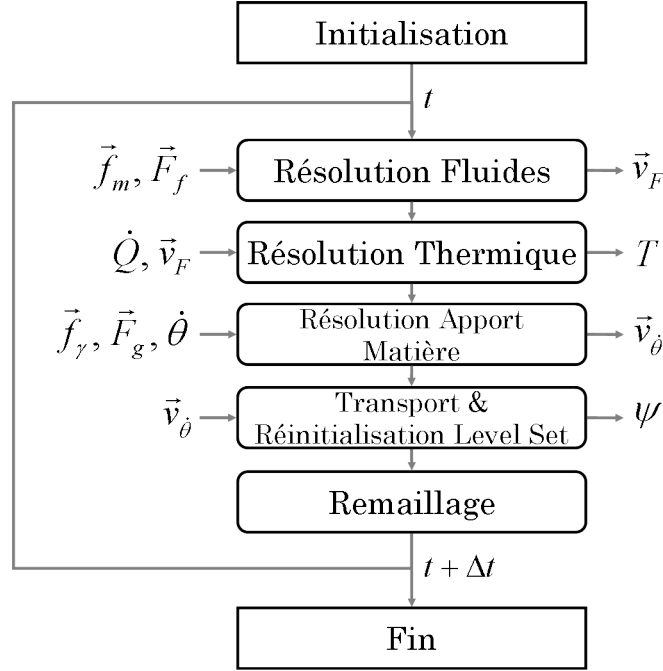 Initialisation
t
f⃗_m, F⃗_f Résolution Fluides v⃗_F
Q̇, v⃗_F Résolution Thermique T
f⃗_γ, F⃗_g, θ̇ Résolution Apport
Matière v⃗_θ̇
v⃗_θ̇ Transport &
Réinitialisation Level Set ψ
Remaillage
t + Δt
Fin